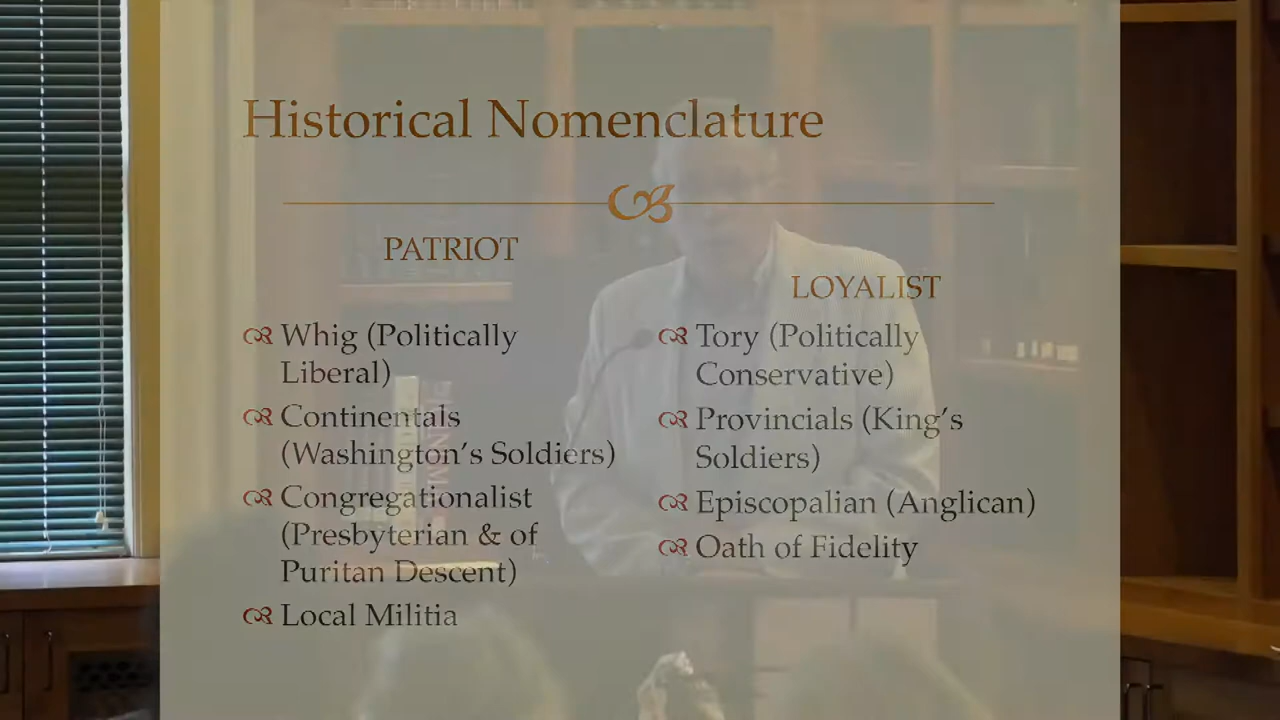 Historical Nomenclature
PATRIOT
Whig (Politically
Liberal)
Continentals
(Washington's Soldiers)
Congregationalist
(Presbyterian & of
Puritan Descent)
Local Militia
LOYALIST
Tory (Politically
Conservative)
Provincials (King's
Soldiers)
Episcopalian (Anglican)
Oath of Fidelity